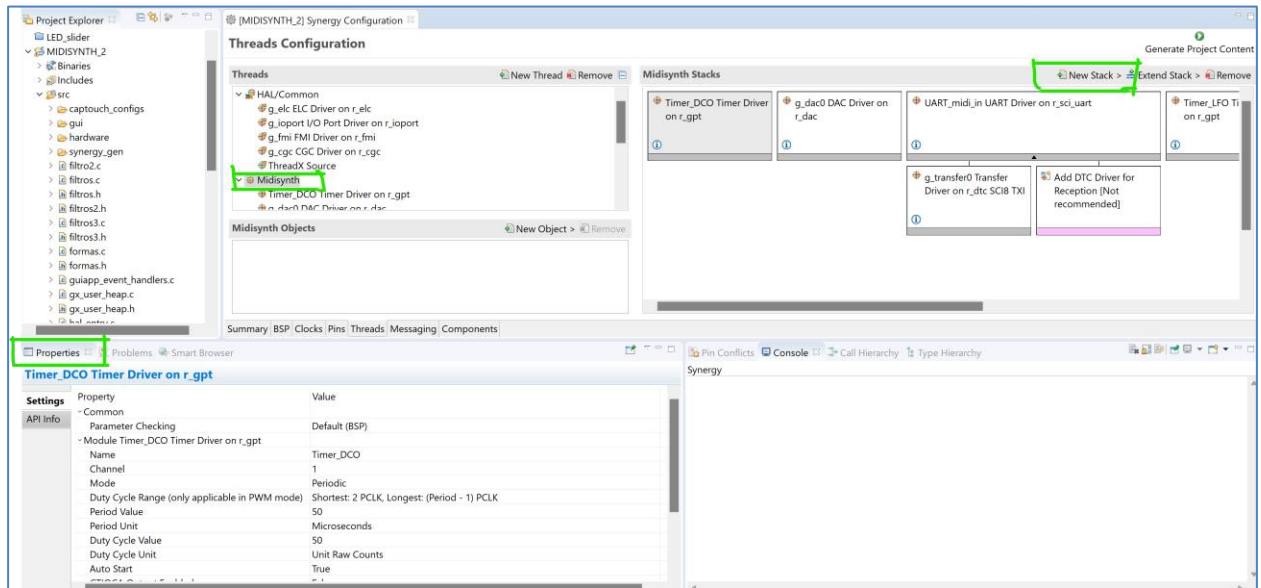 Project Explorer
LED_slider
MIDISYNTH_2
Binaries
Includes
src
captouch_configs
gui
hardware
synergy_gen
filtro2.c
filtros.c
filtros.h
filtros2.h
filtros3.c
filtros3.h
formas.c
formas.h
guiapp_event_handlers.c
gx_user_heap.c
gx_user_heap.h
hal_entry.c
[MIDISYNTH_2] Synergy Configuration
Threads Configuration
Generate Project Content
Threads
New Thread Remove
HAL/Common
g_elc ELC Driver on r_elc
g_ioport I/O Port Driver on r_ioport
g_fmi FMI Driver on r_fmi
g_cgc CGC Driver on r_cgc
ThreadX Source
Midisynth
Timer_DCO Timer Driver on r_gpt
g_dac0 DAC Driver on r_dac
Midisynth Objects
New Object > Remove
Midisynth Stacks
New Stack > Extend Stack > Remove
Timer_DCO Timer Driver
on r_gpt
g_dac0 DAC Driver on
r_dac
UART_midi_in UART Driver on r_sci_uart
Timer_LFO Ti
on r_gpt
g_transfer0 Transfer
Driver on r_dtc SCI8 TXI
Add DTC Driver for
Reception [Not
recommended]
Summary BSP Clocks Pins Threads Messaging Components
Properties Problems Smart Browser
Timer_DCO Timer Driver on r_gpt
Settings
API Info
Property Value
Common
Parameter Checking Default (BSP)
Module Timer_DCO Timer Driver on r_gpt
Name Timer_DCO
Channel 1
Mode Periodic
Duty Cycle Range (only applicable in PWM mode) Shortest: 2 PCLK, Longest: (Period - 1) PCLK
Period Value 50
Period Unit Microseconds
Duty Cycle Value 50
Duty Cycle Unit Unit Raw Counts
Auto Start True
Pin Conflicts Console Call Hierarchy Type Hierarchy
Synergy